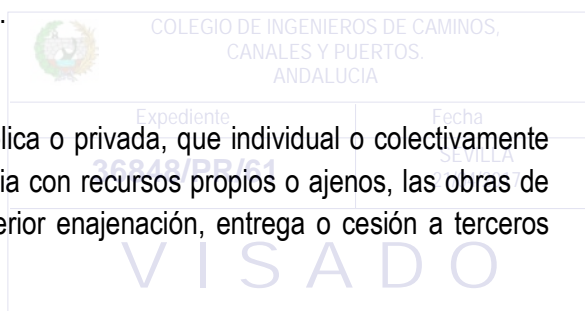 .
COLEGIO DE INGENIEROS DE CAMINOS,
CANALES Y PUERTOS.
ANDALUCIA
Expediente Fecha
lica o privada, que individual o colectivamente
36848/PR/61 SEVILLA
ia con recursos propios o ajenos, las obras de
erior enajenación, entrega o cesión a terceros
VISADO